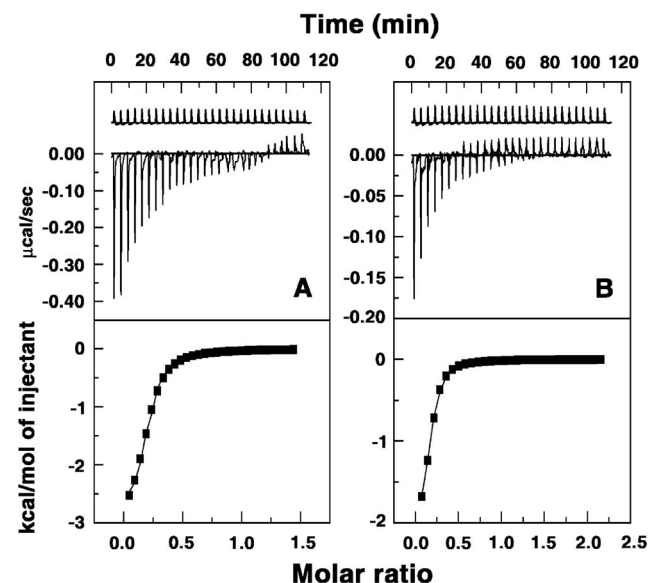 Time (min)
0 20 40 60 80 100 120
0 20 40 60 80 100 120
0.00
-0.10
-0.20
-0.30
-0.40
µcal/sec
A
0.00
-0.05
-0.10
-0.15
-0.20
B
kcal/mol of injectant
0
-1
-2
-3
0
-1
-2
0.0 0.5 1.0 1.5
0.0 0.5 1.0 1.5 2.0 2.5
Molar ratio